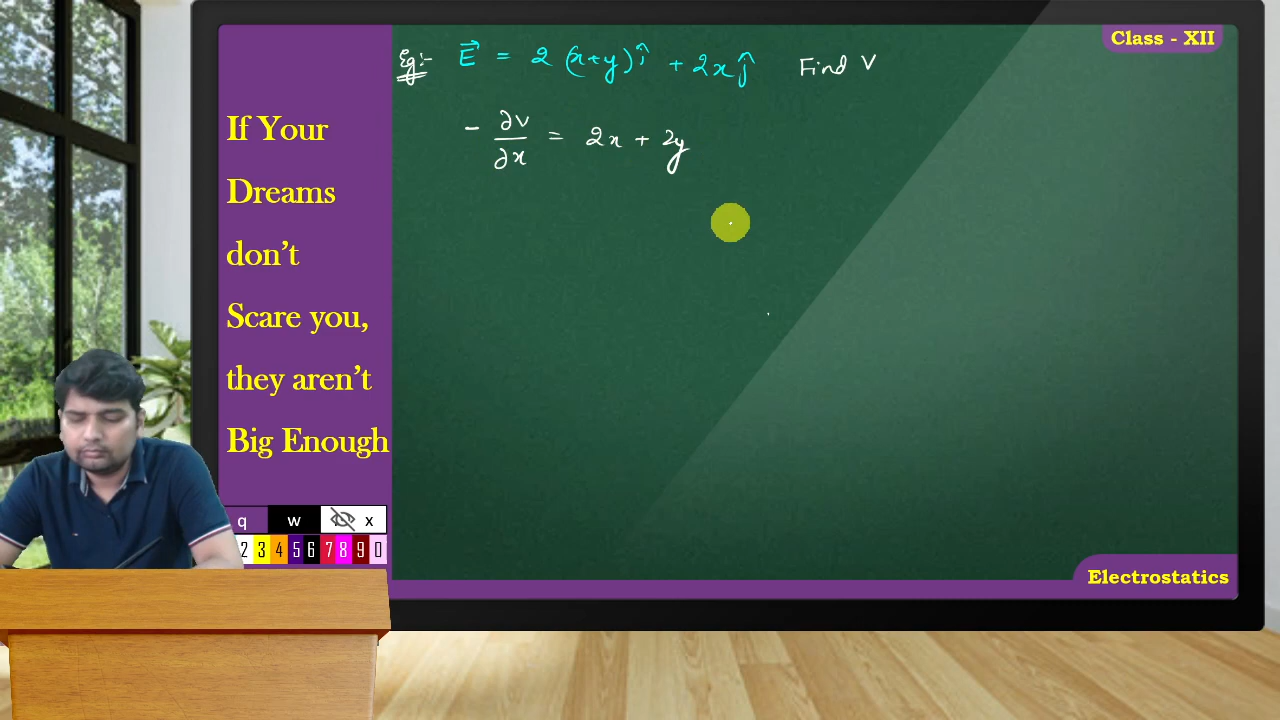 Class - XII
Eg:- E⃗ = 2 (x+y) î + 2x ĵ Find V
- ∂v/∂x = 2x + 2y
If Your
Dreams
don't
Scare you,
they aren't
Big Enough
q w x
2 3 4 5 6 7 8 9 0
Electrostatics